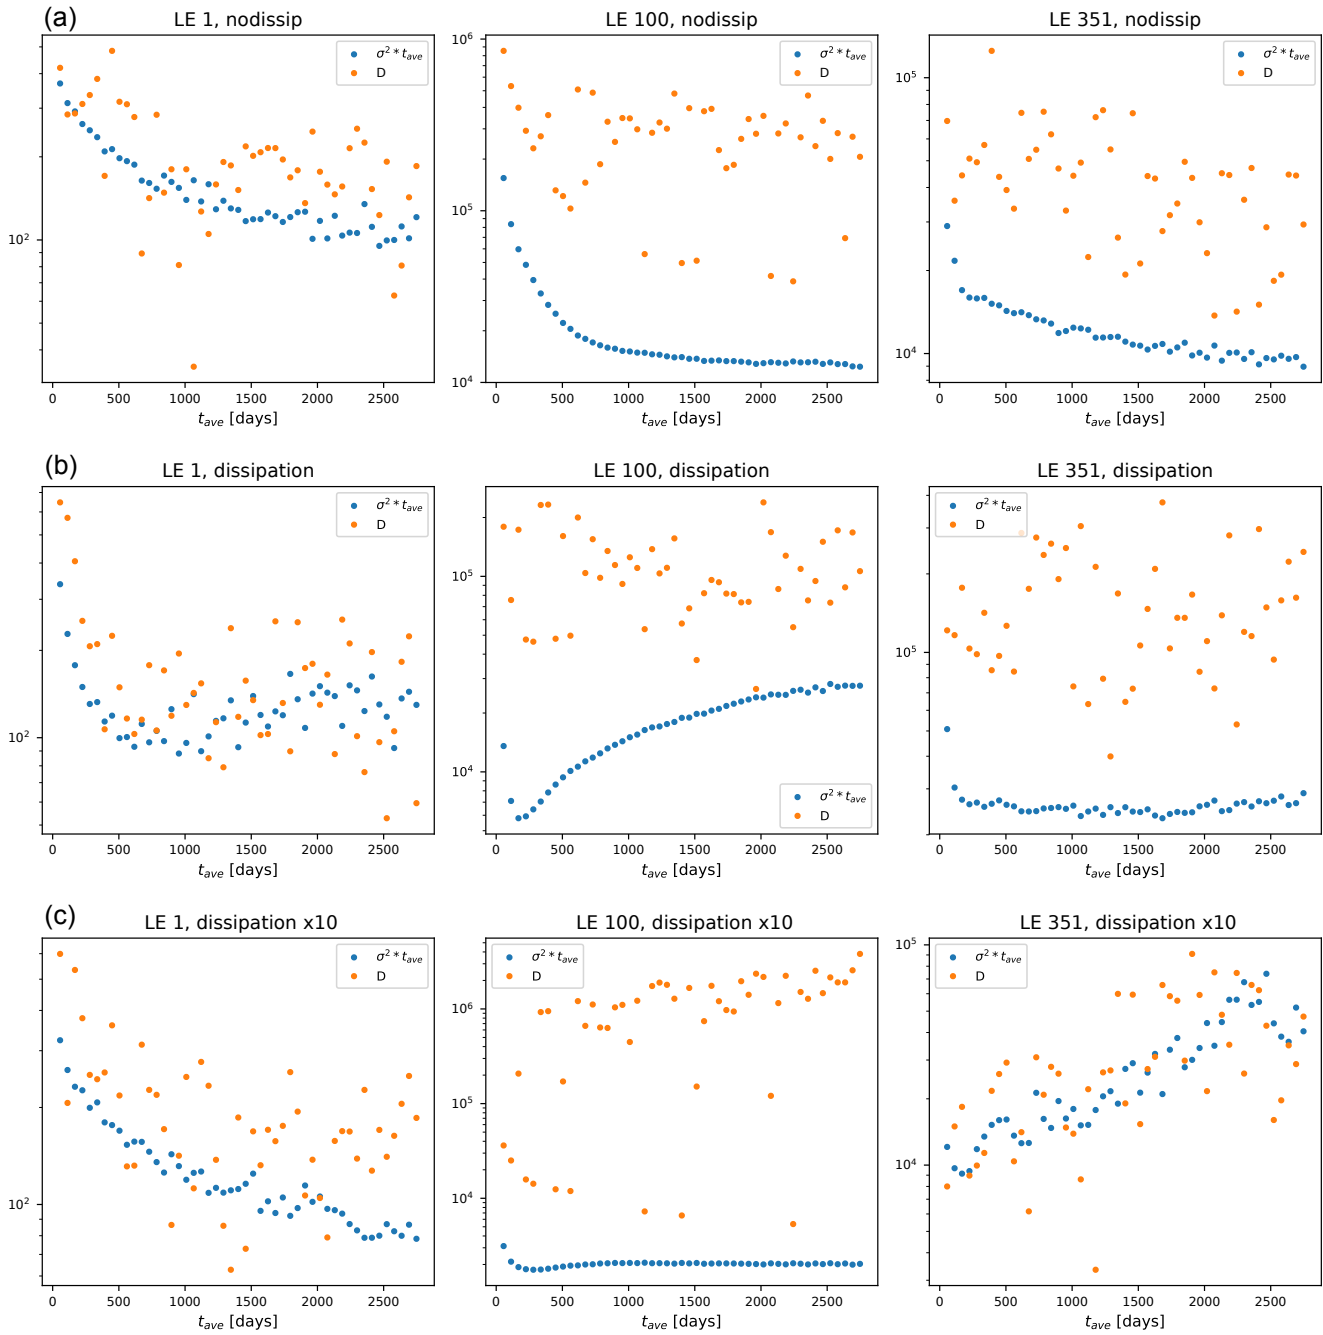 (a)
LE 1, nodissip
LE 100, nodissip
LE 351, nodissip
σ² * t_ave
D
σ² * t_ave
D
σ² * t_ave
D
10²
10⁶
10⁵
10⁴
10⁵
10⁴
0 500 1000 1500 2000 2500
0 500 1000 1500 2000 2500
0 500 1000 1500 2000 2500
t_ave [days]
t_ave [days]
t_ave [days]
(b)
LE 1, dissipation
LE 100, dissipation
LE 351, dissipation
σ² * t_ave
D
σ² * t_ave
D
σ² * t_ave
D
10²
10⁵
10⁴
10⁵
0 500 1000 1500 2000 2500
0 500 1000 1500 2000 2500
0 500 1000 1500 2000 2500
t_ave [days]
t_ave [days]
t_ave [days]
(c)
LE 1, dissipation x10
LE 100, dissipation x10
LE 351, dissipation x10
σ² * t_ave
D
σ² * t_ave
D
σ² * t_ave
D
10²
10⁶
10⁵
10⁴
10⁵
10⁴
0 500 1000 1500 2000 2500
0 500 1000 1500 2000 2500
0 500 1000 1500 2000 2500
t_ave [days]
t_ave [days]
t_ave [days]